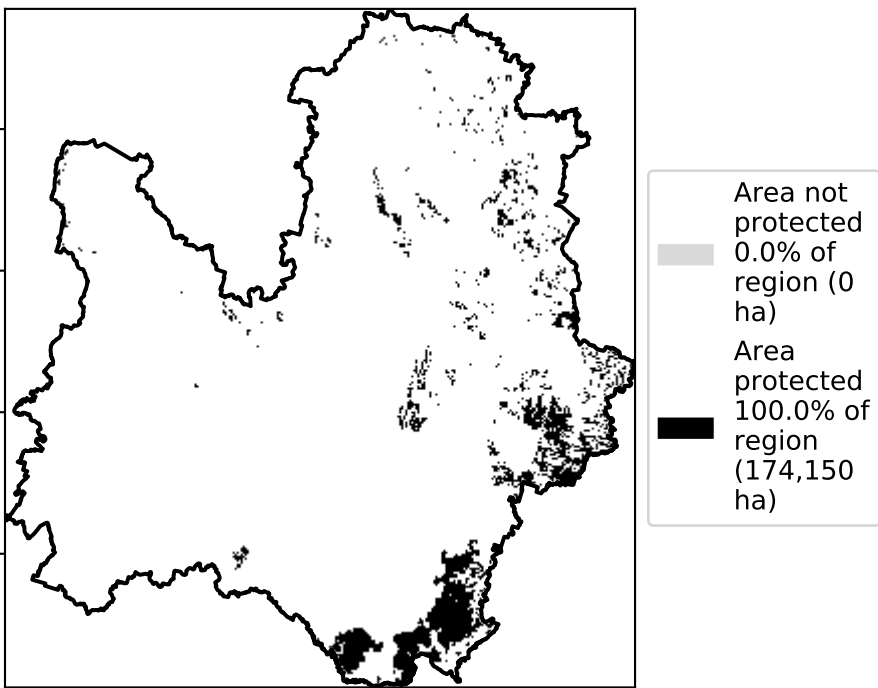 Area not
protected
0.0% of
region (0
ha)
Area
protected
100.0% of
region
(174,150
ha)